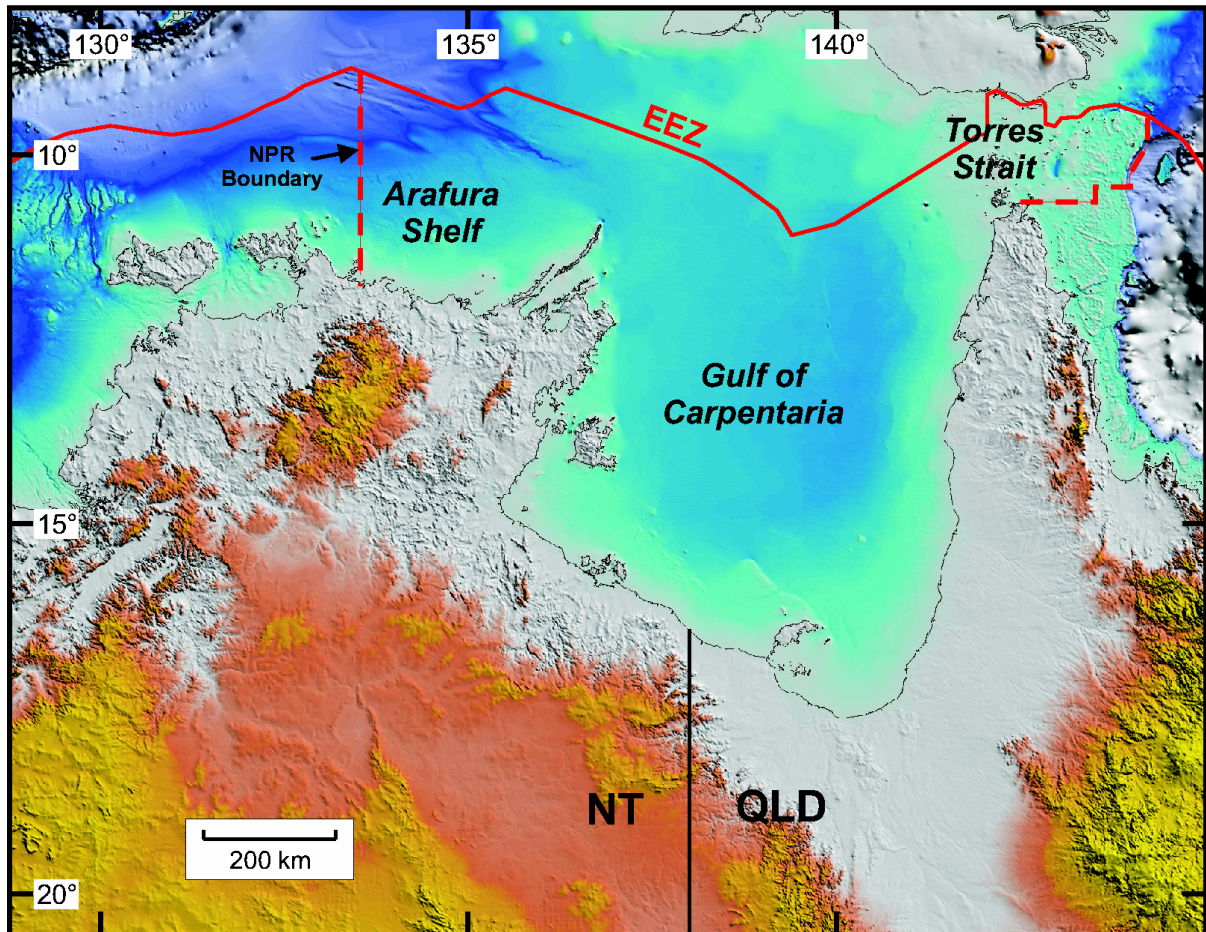 130°
135°
140°
EEZ
Torres
Strait
10°
NPR
Boundary
Arafura
Shelf
Gulf of
Carpentaria
15°
NT
QLD
200 km
20°